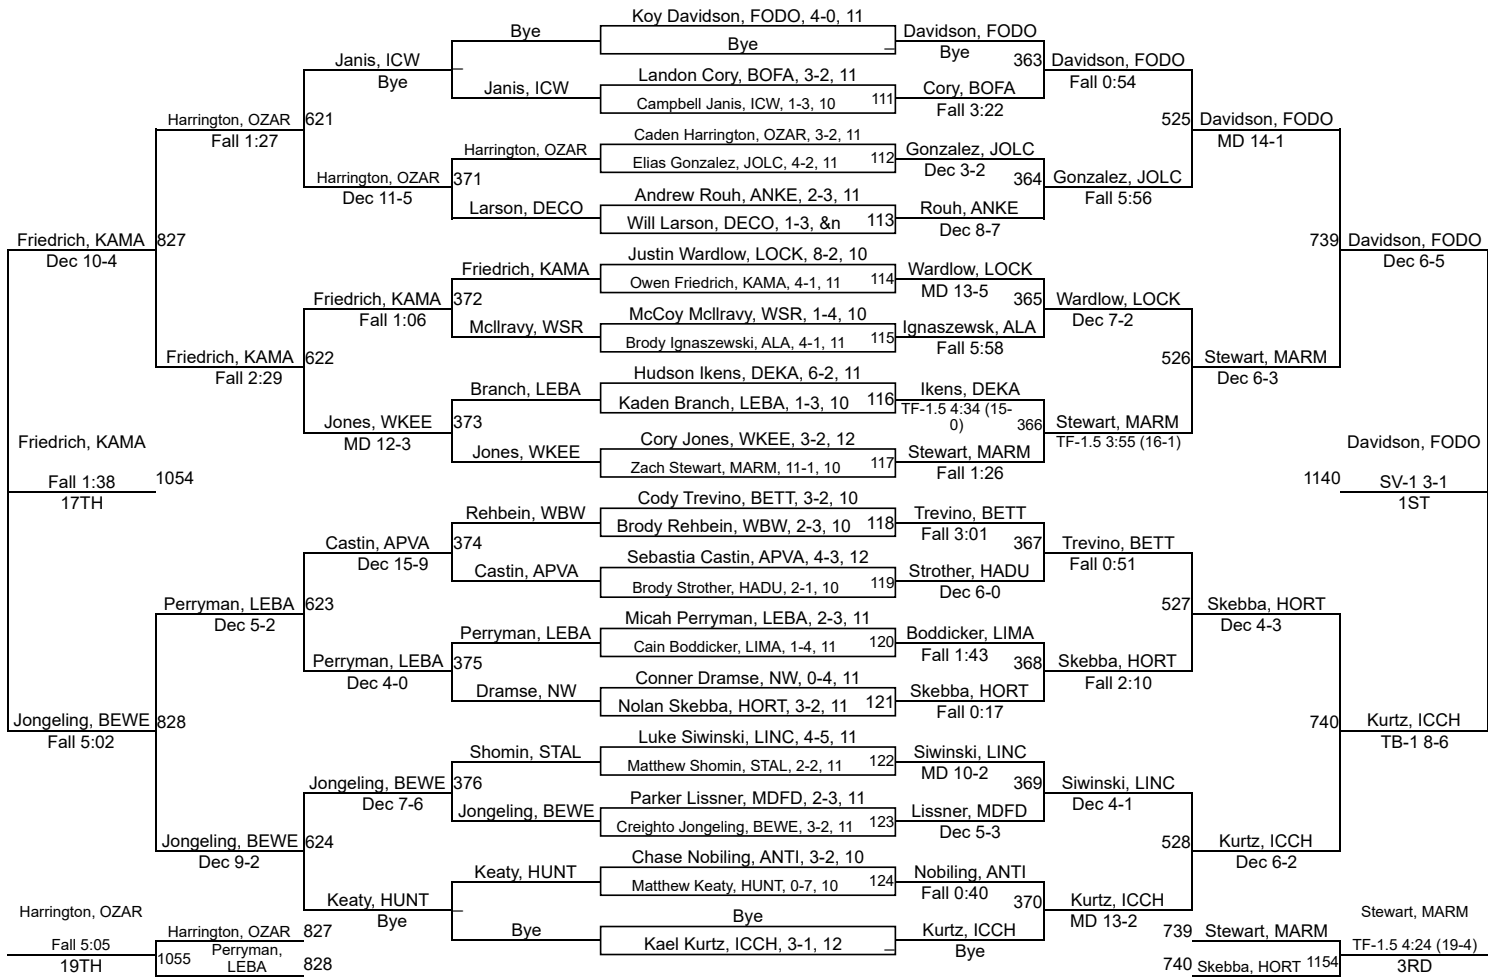 Koy Davidson, FODO, 4-0, 11
Bye
Bye _
Davidson, FODO
Bye
Janis, ICW
Bye
_
363
Davidson, FODO
Fall 0:54
Janis, ICW
Landon Cory, BOFA, 3-2, 11
Campbell Janis, ICW, 1-3, 10
111
Cory, BOFA
Fall 3:22
Harrington, OZAR
Fall 1:27
621
525
Davidson, FODO
MD 14-1
Harrington, OZAR
Caden Harrington, OZAR, 3-2, 11
Elias Gonzalez, JOLC, 4-2, 11
112
Gonzalez, JOLC
Dec 3-2
Harrington, OZAR
Dec 11-5
371
364
Gonzalez, JOLC
Fall 5:56
Larson, DECO
Andrew Rouh, ANKE, 2-3, 11
Will Larson, DECO, 1-3, &n
113
Rouh, ANKE
Dec 8-7
Friedrich, KAMA
Dec 10-4
827
739
Davidson, FODO
Dec 6-5
Friedrich, KAMA
Justin Wardlow, LOCK, 8-2, 10
Owen Friedrich, KAMA, 4-1, 11
114
Wardlow, LOCK
MD 13-5
Friedrich, KAMA
Fall 1:06
372
365
Wardlow, LOCK
Dec 7-2
McIlravy, WSR
McCoy McIlravy, WSR, 1-4, 10
Brody Ignaszewski, ALA, 4-1, 11
115
Ignaszewsk, ALA
Fall 5:58
Friedrich, KAMA
Fall 2:29
622
526
Stewart, MARM
Dec 6-3
Branch, LEBA
Hudson Ikens, DEKA, 6-2, 11
Kaden Branch, LEBA, 1-3, 10
116
Ikens, DEKA
TF-1.5 4:34 (15-
0)
Jones, WKEE
MD 12-3
373
366
Stewart, MARM
TF-1.5 3:55 (16-1)
Jones, WKEE
Cory Jones, WKEE, 3-2, 12
Zach Stewart, MARM, 11-1, 10
117
Stewart, MARM
Fall 1:26
Friedrich, KAMA
Fall 1:38
17TH
1054
Davidson, FODO
1140
SV-1 3-1
1ST
Rehbein, WBW
Cody Trevino, BETT, 3-2, 10
Brody Rehbein, WBW, 2-3, 10
118
Trevino, BETT
Fall 3:01
Castin, APVA
Dec 15-9
374
367
Trevino, BETT
Fall 0:51
Castin, APVA
Sebastia Castin, APVA, 4-3, 12
Brody Strother, HADU, 2-1, 10
119
Strother, HADU
Dec 6-0
Perryman, LEBA
Dec 5-2
623
527
Skebba, HORT
Dec 4-3
Perryman, LEBA
Micah Perryman, LEBA, 2-3, 11
Cain Boddicker, LIMA, 1-4, 11
120
Boddicker, LIMA
Fall 1:43
Perryman, LEBA
Dec 4-0
375
368
Skebba, HORT
Fall 2:10
Dramse, NW
Conner Dramse, NW, 0-4, 11
Nolan Skebba, HORT, 3-2, 11
121
Skebba, HORT
Fall 0:17
Jongeling, BEWE
Fall 5:02
828
740
Kurtz, ICCH
TB-1 8-6
Shomin, STAL
Luke Siwinski, LINC, 4-5, 11
Matthew Shomin, STAL, 2-2, 11
122
Siwinski, LINC
MD 10-2
Jongeling, BEWE
Dec 7-6
376
369
Siwinski, LINC
Dec 4-1
Jongeling, BEWE
Parker Lissner, MDFD, 2-3, 11
Creighto Jongeling, BEWE, 3-2, 11
123
Lissner, MDFD
Dec 5-3
Jongeling, BEWE
Dec 9-2
624
528
Kurtz, ICCH
Dec 6-2
Keaty, HUNT
Chase Nobiling, ANTI, 3-2, 10
Matthew Keaty, HUNT, 0-7, 10
124
Nobiling, ANTI
Fall 0:40
Keaty, HUNT
Bye
_
370
Kurtz, ICCH
MD 13-2
Bye
Bye
Kael Kurtz, ICCH, 3-1, 12 _
Kurtz, ICCH
Bye
Harrington, OZAR
Fall 5:05
19TH
Harrington, OZAR
827
1055
Perryman,
LEBA
828
739
Stewart, MARM
740
Skebba, HORT
1154
Stewart, MARM
TF-1.5 4:24 (19-4)
3RD